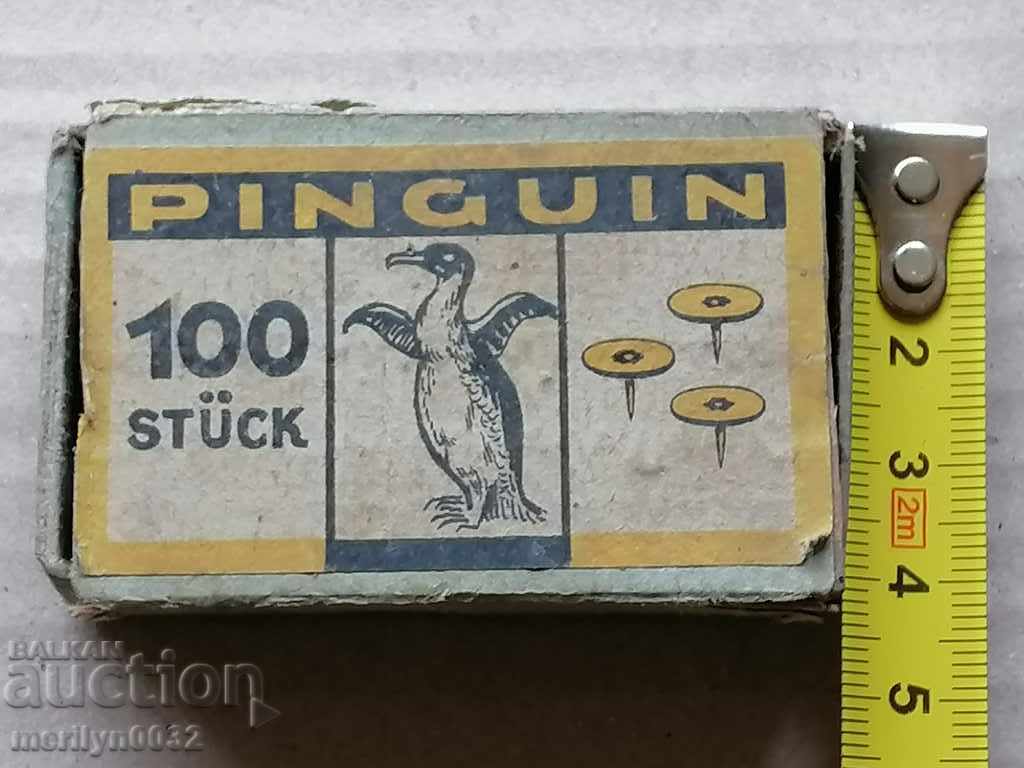 PINGUIN
100
STÜCK
2
3
2m
4
5
BALKAN
auction
merilyn0032